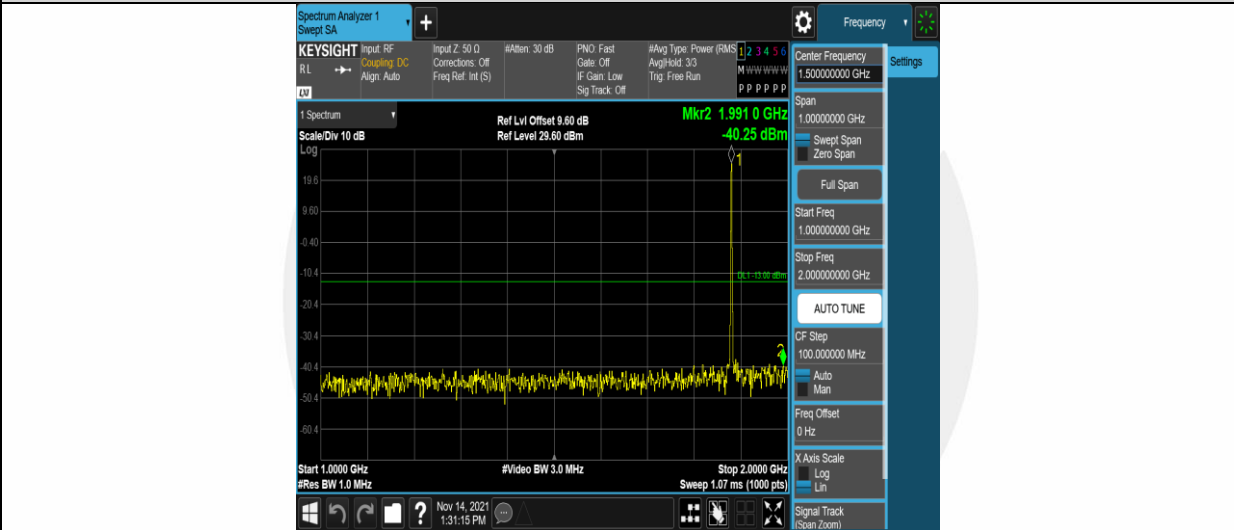 Spectrum Analyzer 1
Swept SA
+
Frequency
KEYSIGHT
RL
LXI
Input: RF
Coupling: DC
Align: Auto
Input Z: 50 Ω
Corrections: Off
Freq Ref: Int (S)
#Atten: 30 dB
PNO: Fast
Gate: Off
IF Gain: Low
Sig Track: Off
#Avg Type: Power (RMS
Avg|Hold: 3/3
Trig: Free Run
1 2 3 4 5 6
M W W W W W
P P P P P P
1 Spectrum
Scale/Div 10 dB
Log
Ref Lvl Offset 9.60 dB
Ref Level 29.60 dBm
Mkr2 1.991 0 GHz
-40.25 dBm
1
19.6
9.60
-0.40
-10.4
DL1 -13.00 dBm
-20.4
-30.4
2
-40.4
-50.4
-60.4
Start 1.0000 GHz
#Video BW 3.0 MHz
Stop 2.0000 GHz
#Res BW 1.0 MHz
Sweep 1.07 ms (1000 pts)
Nov 14, 2021
1:31:15 PM
?
Center Frequency
1.500000000 GHz
Settings
Span
1.00000000 GHz
Swept Span
Zero Span
Full Span
Start Freq
1.000000000 GHz
Stop Freq
2.000000000 GHz
AUTO TUNE
CF Step
100.000000 MHz
Auto
Man
Freq Offset
0 Hz
X Axis Scale
Log
Lin
Signal Track
(Span Zoom)